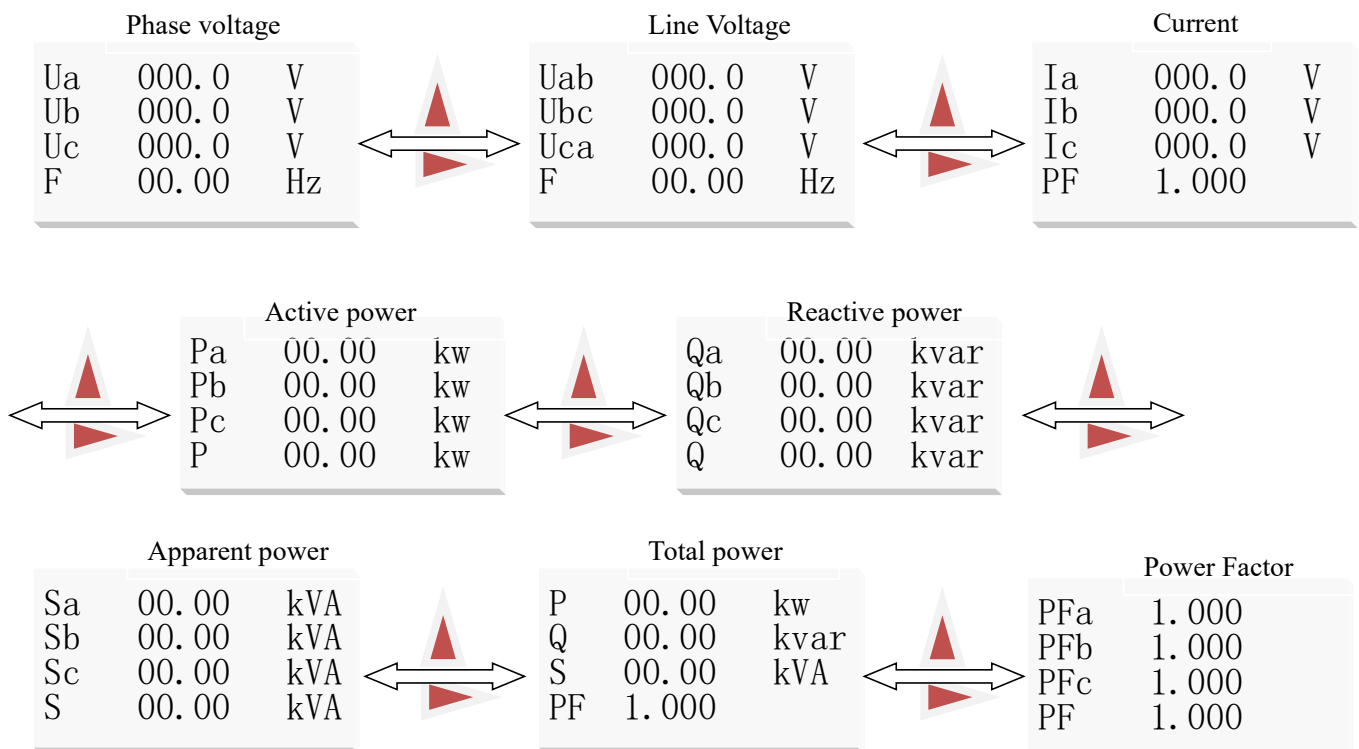 Phase voltage
Ua 000.0 V
Ub 000.0 V
Uc 000.0 V
F 00.00 Hz
Line Voltage
Uab 000.0 V
Ubc 000.0 V
Uca 000.0 V
F 00.00 Hz
Current
Ia 000.0 V
Ib 000.0 V
Ic 000.0 V
PF 1.000
Active power
Pa 00.00 kw
Pb 00.00 kw
Pc 00.00 kw
P 00.00 kw
Reactive power
Qa 00.00 kvar
Qb 00.00 kvar
Qc 00.00 kvar
Q 00.00 kvar
Apparent power
Sa 00.00 kVA
Sb 00.00 kVA
Sc 00.00 kVA
S 00.00 kVA
Total power
P 00.00 kw
Q 00.00 kvar
S 00.00 kVA
PF 1.000
Power Factor
PFa 1.000
PFb 1.000
PFc 1.000
PF 1.000